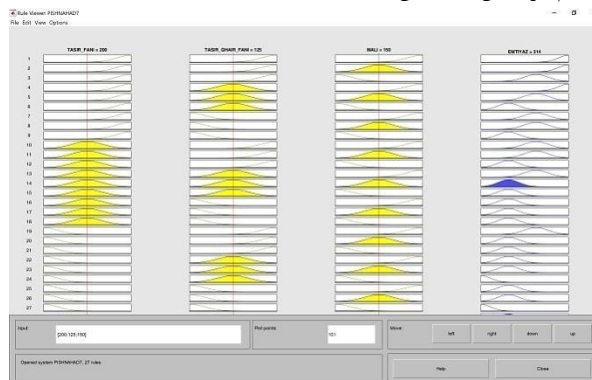 Rule Viewer: PISHNAHAD7
File Edit View Options
TASIR_FANI = 200
TASIR_GHAIR_FANI = 125
MALI = 150
EMTIYAZ = 314
1
2
3
4
5
6
7
8
9
10
11
12
13
14
15
16
17
18
19
20
21
22
23
24
25
26
27
Input:
[200;125;150]
Plot points:
101
Move:
left
right
down
up
Opened system PISHNAHAD7, 27 rules
Help
Close